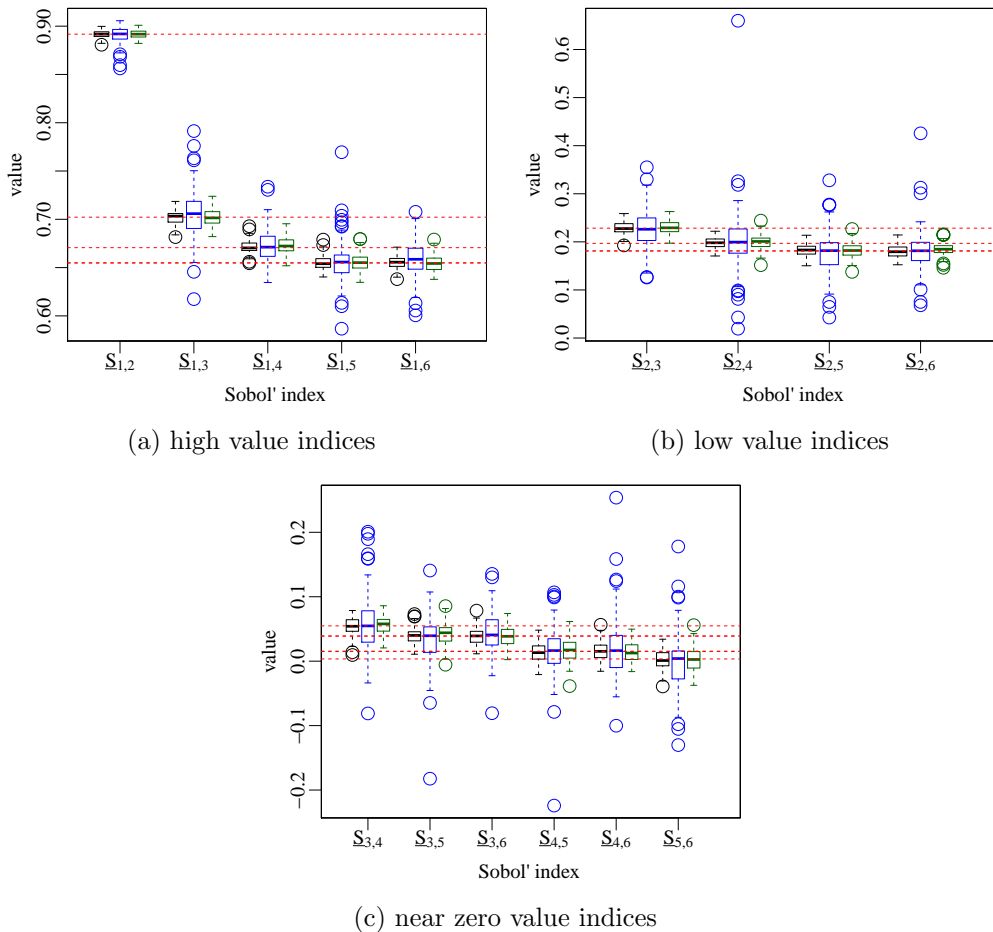 0.60
0.70
0.80
0.90
value
S1,2
S1,3
S1,4
S1,5
S1,6
Sobol' index
(a) high value indices
0.0
0.1
0.2
0.3
0.4
0.5
0.6
value
S2,3
S2,4
S2,5
S2,6
Sobol' index
(b) low value indices
−0.2
−0.1
0.0
0.1
0.2
value
S3,4
S3,5
S3,6
S4,5
S4,6
S5,6
Sobol' index
(c) near zero value indices